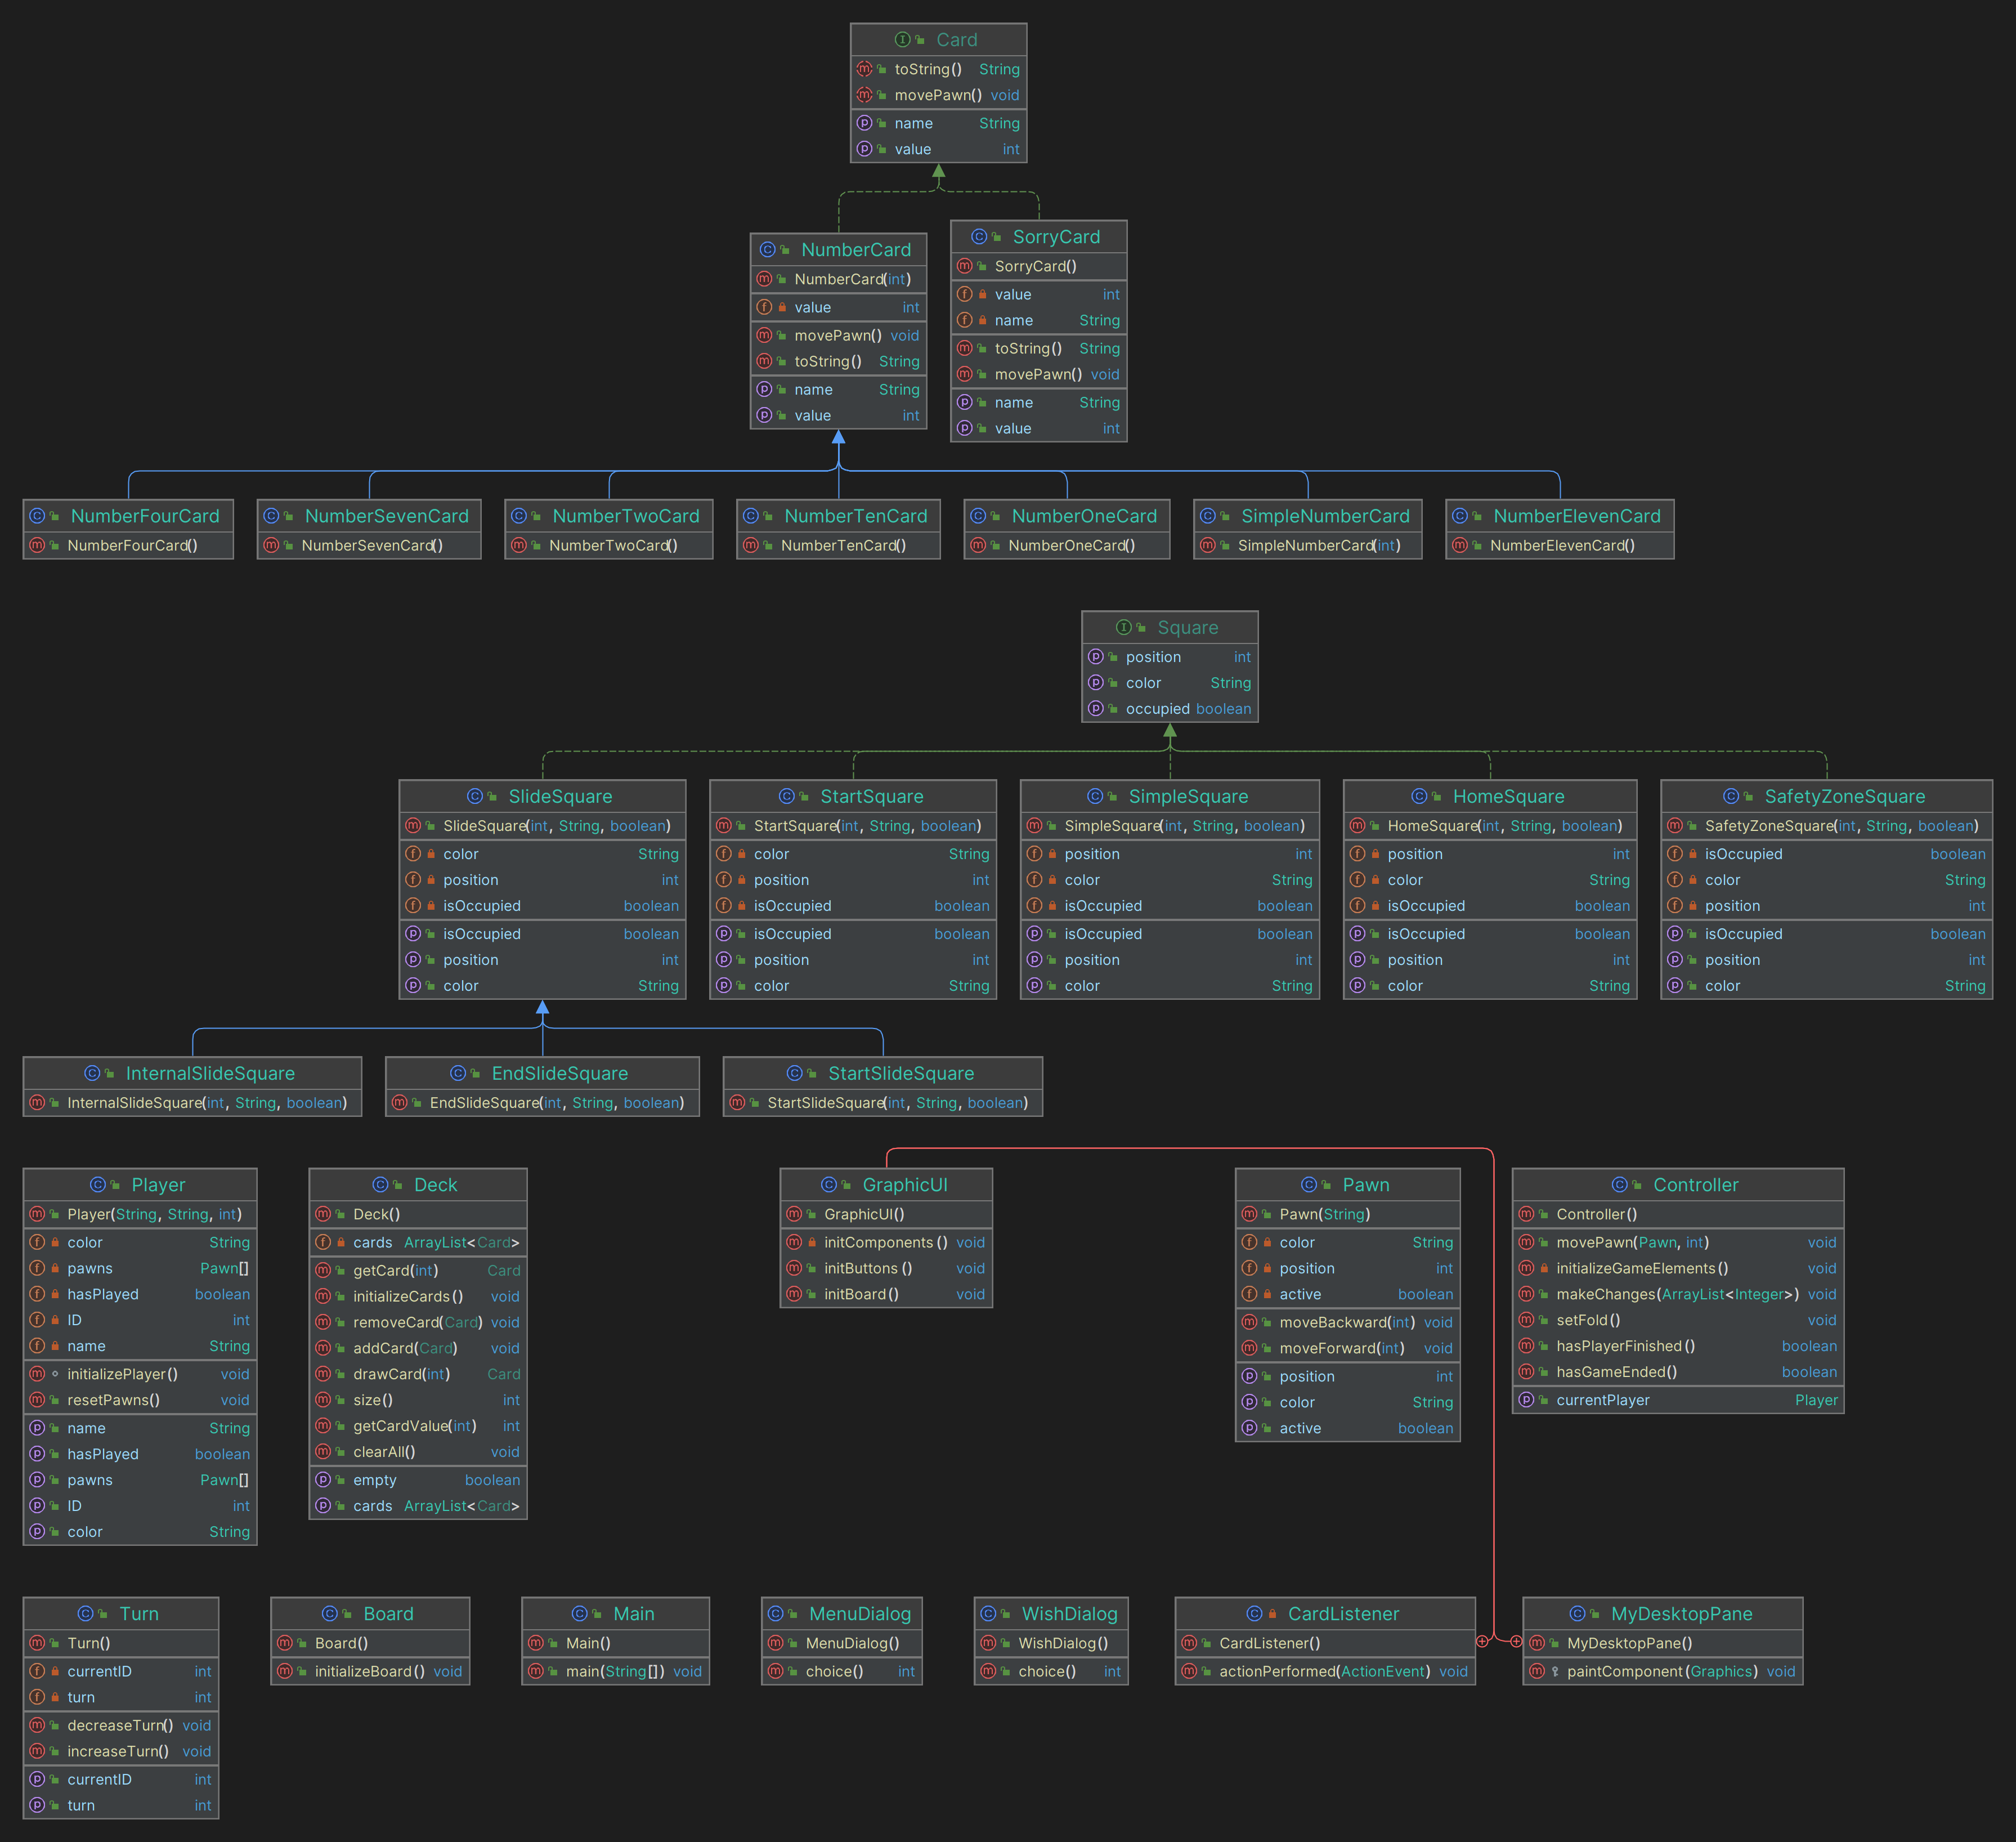 Card
toString() String
movePawn() void
name String
value int
NumberCard
NumberCard(int)
value int
movePawn() void
toString() String
name String
value int
SorryCard
SorryCard()
value int
name String
toString() String
movePawn() void
name String
value int
NumberFourCard
NumberFourCard()
NumberSevenCard
NumberSevenCard()
NumberTwoCard
NumberTwoCard()
NumberTenCard
NumberTenCard()
NumberOneCard
NumberOneCard()
SimpleNumberCard
SimpleNumberCard(int)
NumberElevenCard
NumberElevenCard()
Square
position int
color String
occupied boolean
SlideSquare
SlideSquare(int, String, boolean)
color String
position int
isOccupied boolean
isOccupied boolean
position int
color String
StartSquare
StartSquare(int, String, boolean)
color String
position int
isOccupied boolean
isOccupied boolean
position int
color String
SimpleSquare
SimpleSquare(int, String, boolean)
position int
color String
isOccupied boolean
isOccupied boolean
position int
color String
HomeSquare
HomeSquare(int, String, boolean)
position int
color String
isOccupied boolean
isOccupied boolean
position int
color String
SafetyZoneSquare
SafetyZoneSquare(int, String, boolean)
isOccupied boolean
color String
position int
isOccupied boolean
position int
color String
InternalSlideSquare
InternalSlideSquare(int, String, boolean)
EndSlideSquare
EndSlideSquare(int, String, boolean)
StartSlideSquare
StartSlideSquare(int, String, boolean)
Player
Player(String, String, int)
color String
pawns Pawn[]
hasPlayed boolean
ID int
name String
initializePlayer() void
resetPawns() void
name String
hasPlayed boolean
pawns Pawn[]
ID int
color String
Deck
Deck()
cards ArrayList<Card>
getCard(int) Card
initializeCards() void
removeCard(Card) void
addCard(Card) void
drawCard(int) Card
size() int
getCardValue(int) int
clearAll() void
empty boolean
cards ArrayList<Card>
GraphicUI
GraphicUI()
initComponents() void
initButtons() void
initBoard() void
Pawn
Pawn(String)
color String
position int
active boolean
moveBackward(int) void
moveForward(int) void
position int
color String
active boolean
Controller
Controller()
movePawn(Pawn, int) void
initializeGameElements() void
makeChanges(ArrayList<Integer>) void
setFold() void
hasPlayerFinished() boolean
hasGameEnded() boolean
currentPlayer Player
Turn
Turn()
currentID int
turn int
decreaseTurn() void
increaseTurn() void
currentID int
turn int
Board
Board()
initializeBoard() void
Main
Main()
main(String[]) void
MenuDialog
MenuDialog()
choice() int
WishDialog
WishDialog()
choice() int
CardListener
CardListener()
actionPerformed(ActionEvent) void
MyDesktopPane
MyDesktopPane()
paintComponent(Graphics) void